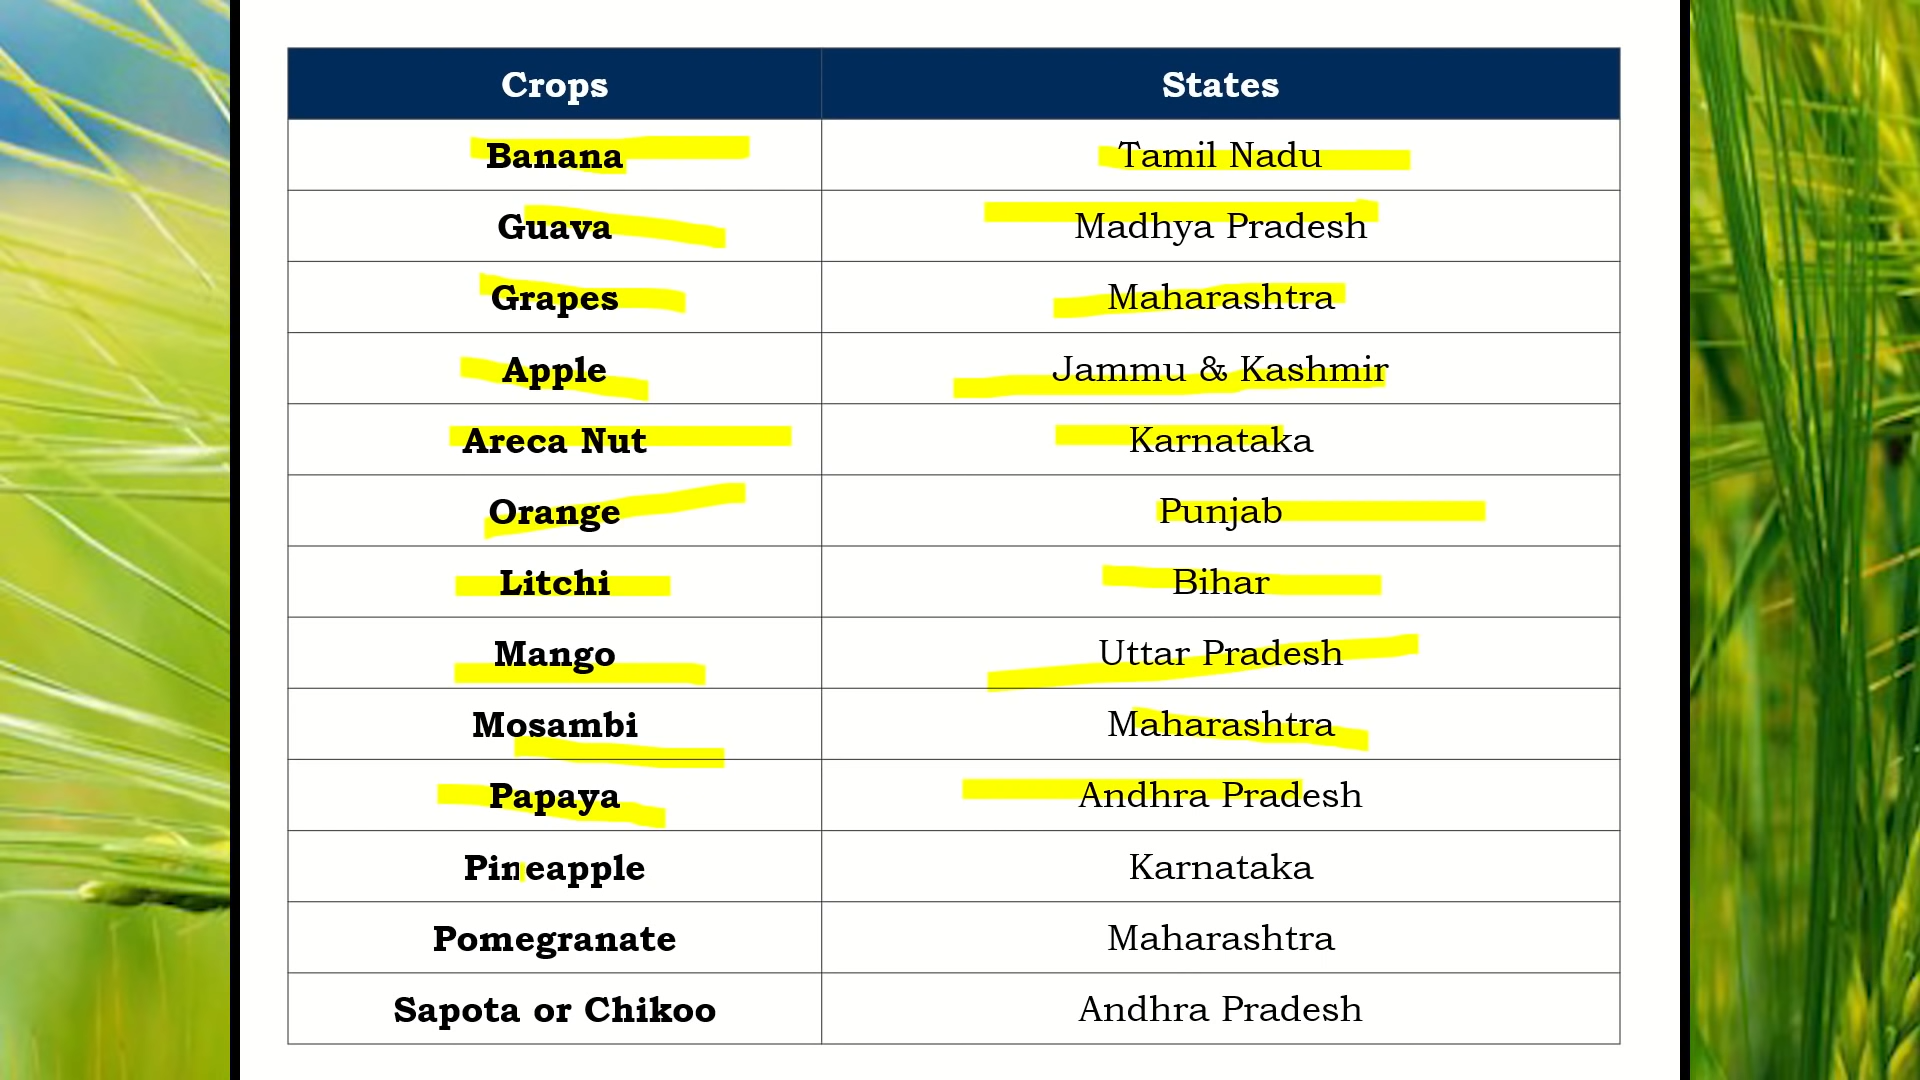 Crops States
Banana Tamil Nadu
Guava Madhya Pradesh
Grapes Maharashtra
Apple Jammu & Kashmir
Areca Nut Karnataka
Orange Punjab
Litchi Bihar
Mango Uttar Pradesh
Mosambi Maharashtra
Papaya Andhra Pradesh
Pineapple Karnataka
Pomegranate Maharashtra
Sapota or Chikoo Andhra Pradesh